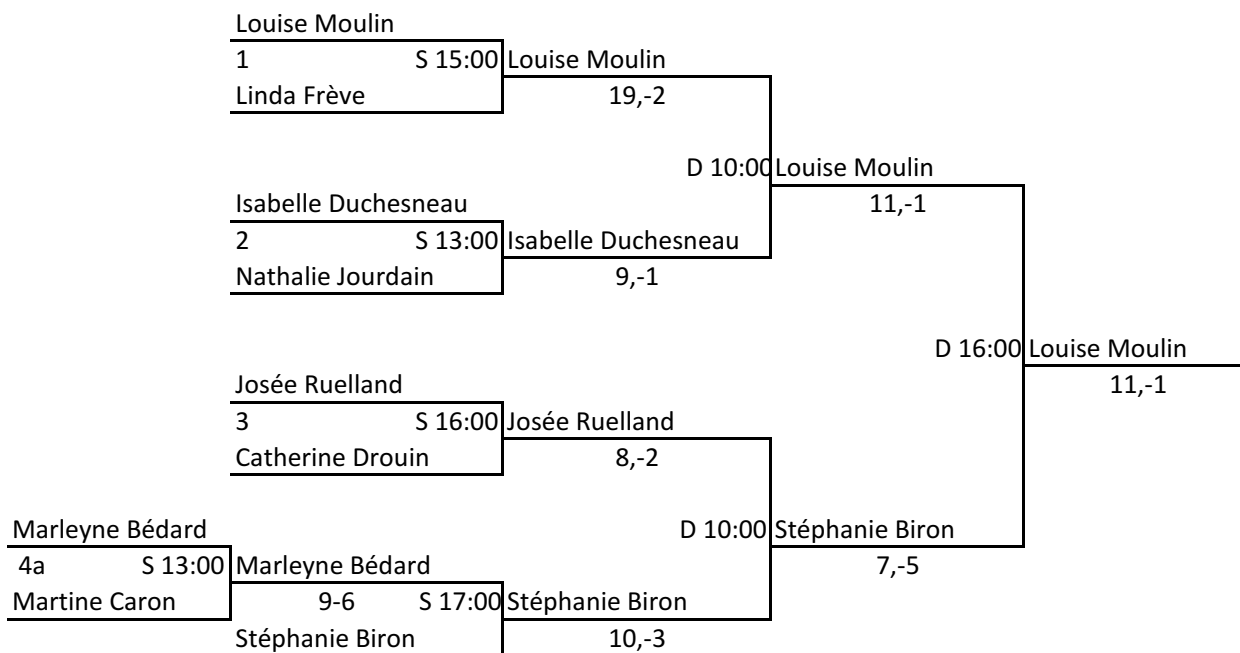 Louise Moulin
1 S 15:00 Louise Moulin
Linda Frève 19,-2
D 10:00 Louise Moulin
Isabelle Duchesneau 11,-1
2 S 13:00 Isabelle Duchesneau
Nathalie Jourdain 9,-1
D 16:00 Louise Moulin
Josée Ruelland 11,-1
3 S 16:00 Josée Ruelland
Catherine Drouin 8,-2
Marleyne Bédard D 10:00 Stéphanie Biron
4a S 13:00 Marleyne Bédard 7,-5
Martine Caron 9-6 S 17:00 Stéphanie Biron
Stéphanie Biron 10,-3